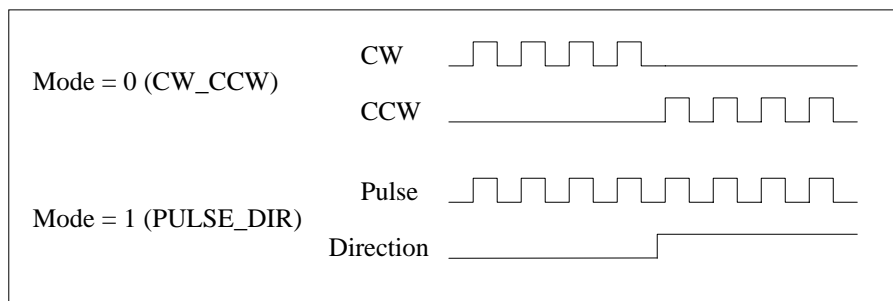 CW
Mode = 0 (CW_CCW)
CCW
Pulse
Mode = 1 (PULSE_DIR)
Direction